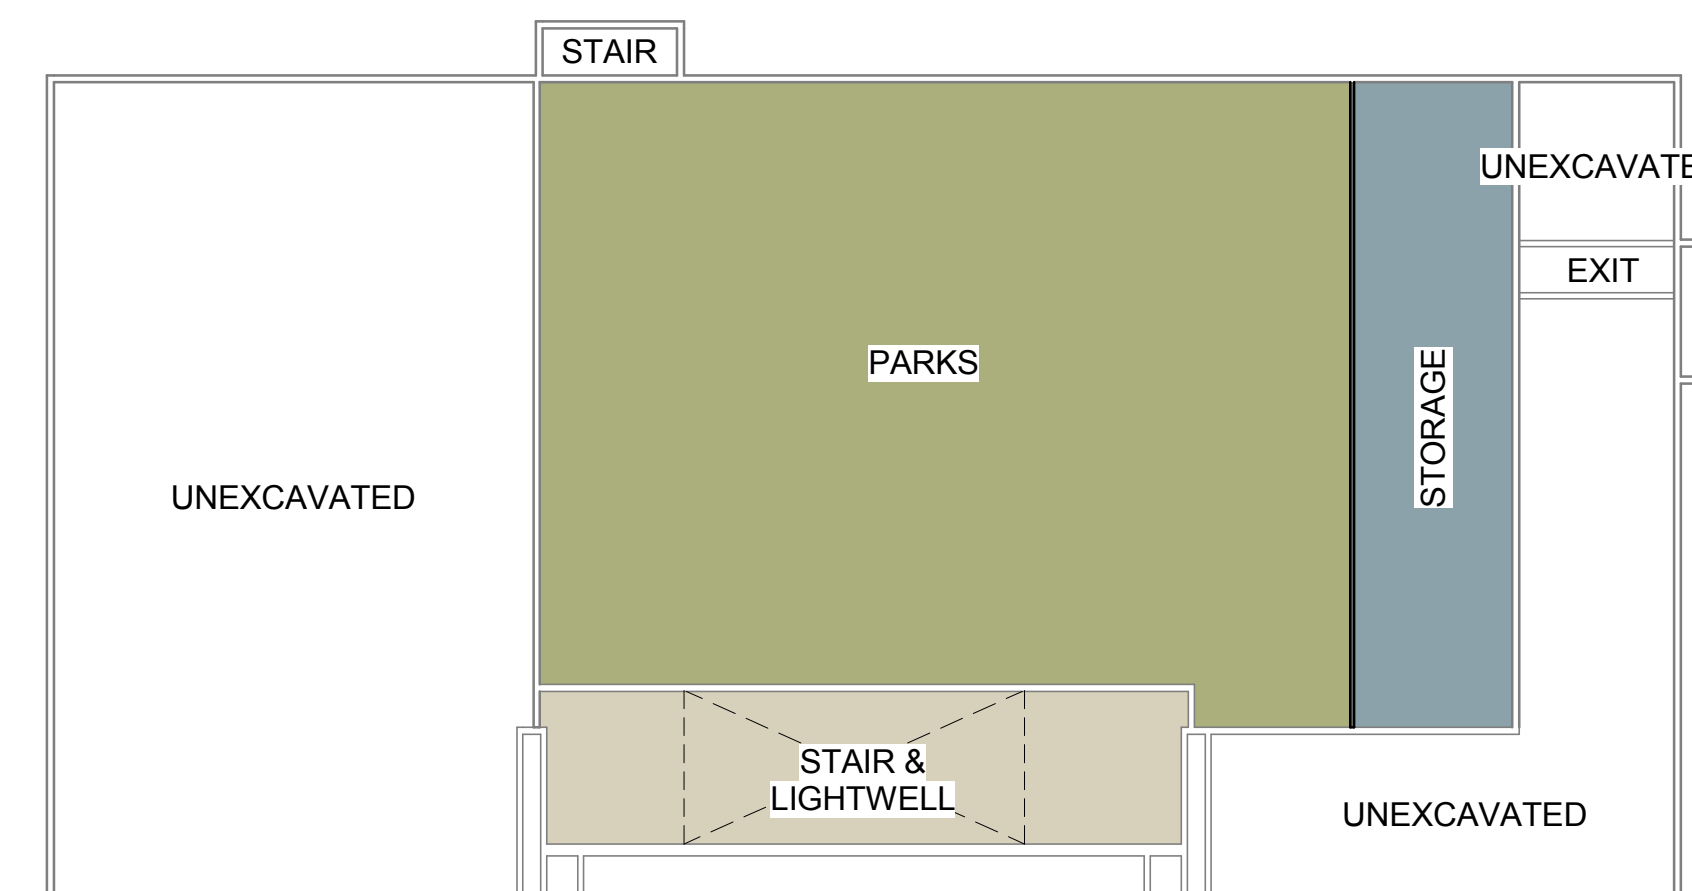 STAIR
UNEXCAVATE
EXIT
PARKS
STORAGE
UNEXCAVATED
STAIR &
LIGHTWELL
UNEXCAVATED